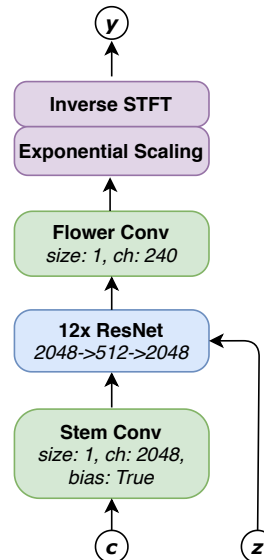 y
Inverse STFT
Exponential Scaling
Flower Conv
size: 1, ch: 240
12x ResNet
2048->512->2048
Stem Conv
size: 1, ch: 2048,
bias: True
c
z